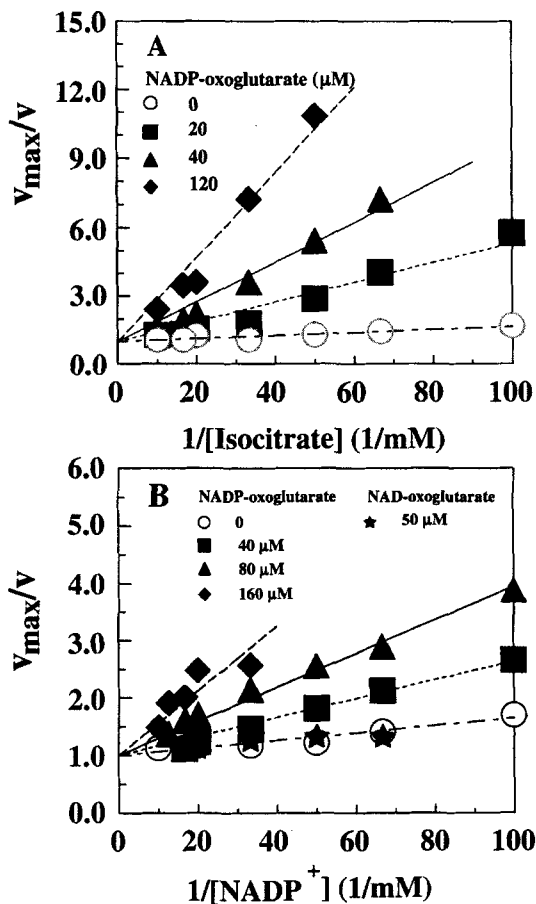 15.0
A
NADP-oxoglutarate (μM)
0
20
40
120
12.0
9.0
6.0
3.0
0.0
vmax/v
0 20 40 60 80 100
1/[Isocitrate] (1/mM)
6.0
B
NADP-oxoglutarate NAD-oxoglutarate
0 50 μM
40 μM
80 μM
160 μM
5.0
4.0
3.0
2.0
1.0
0.0
vmax/v
0 20 40 60 80 100
1/[NADP+] (1/mM)